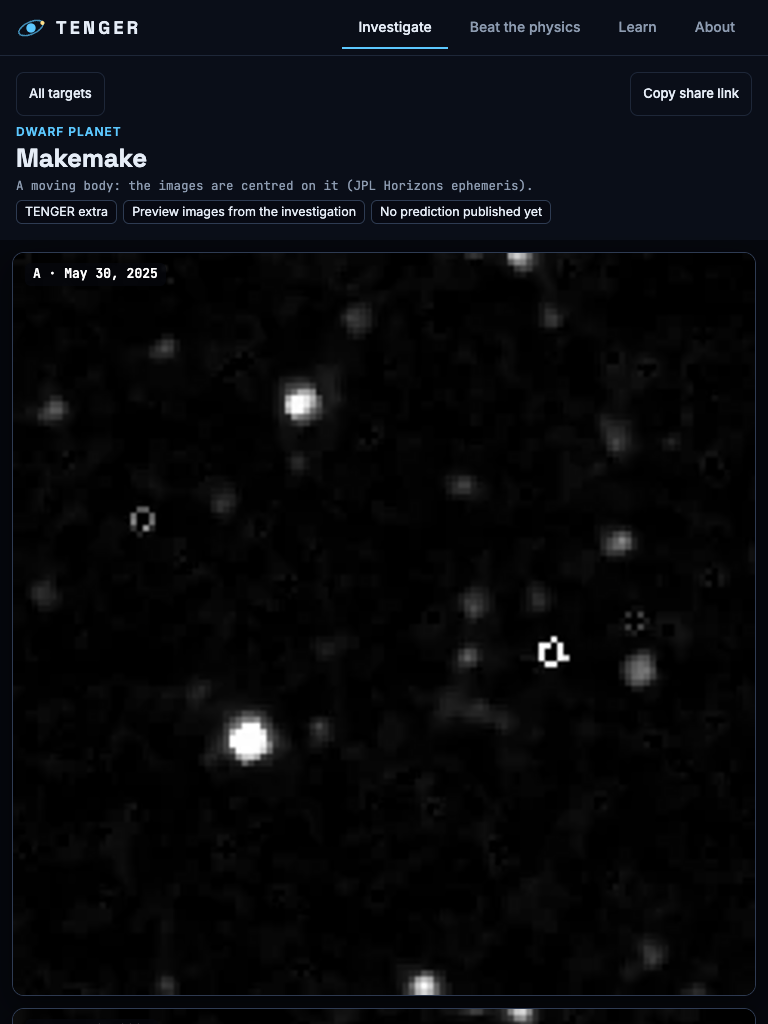 TENGER
Investigate
Beat the physics
Learn
About
All targets
Copy share link
DWARF PLANET
Makemake
A moving body: the images are centred on it (JPL Horizons ephemeris).
TENGER extra
Preview images from the investigation
No prediction published yet
A · May 30, 2025